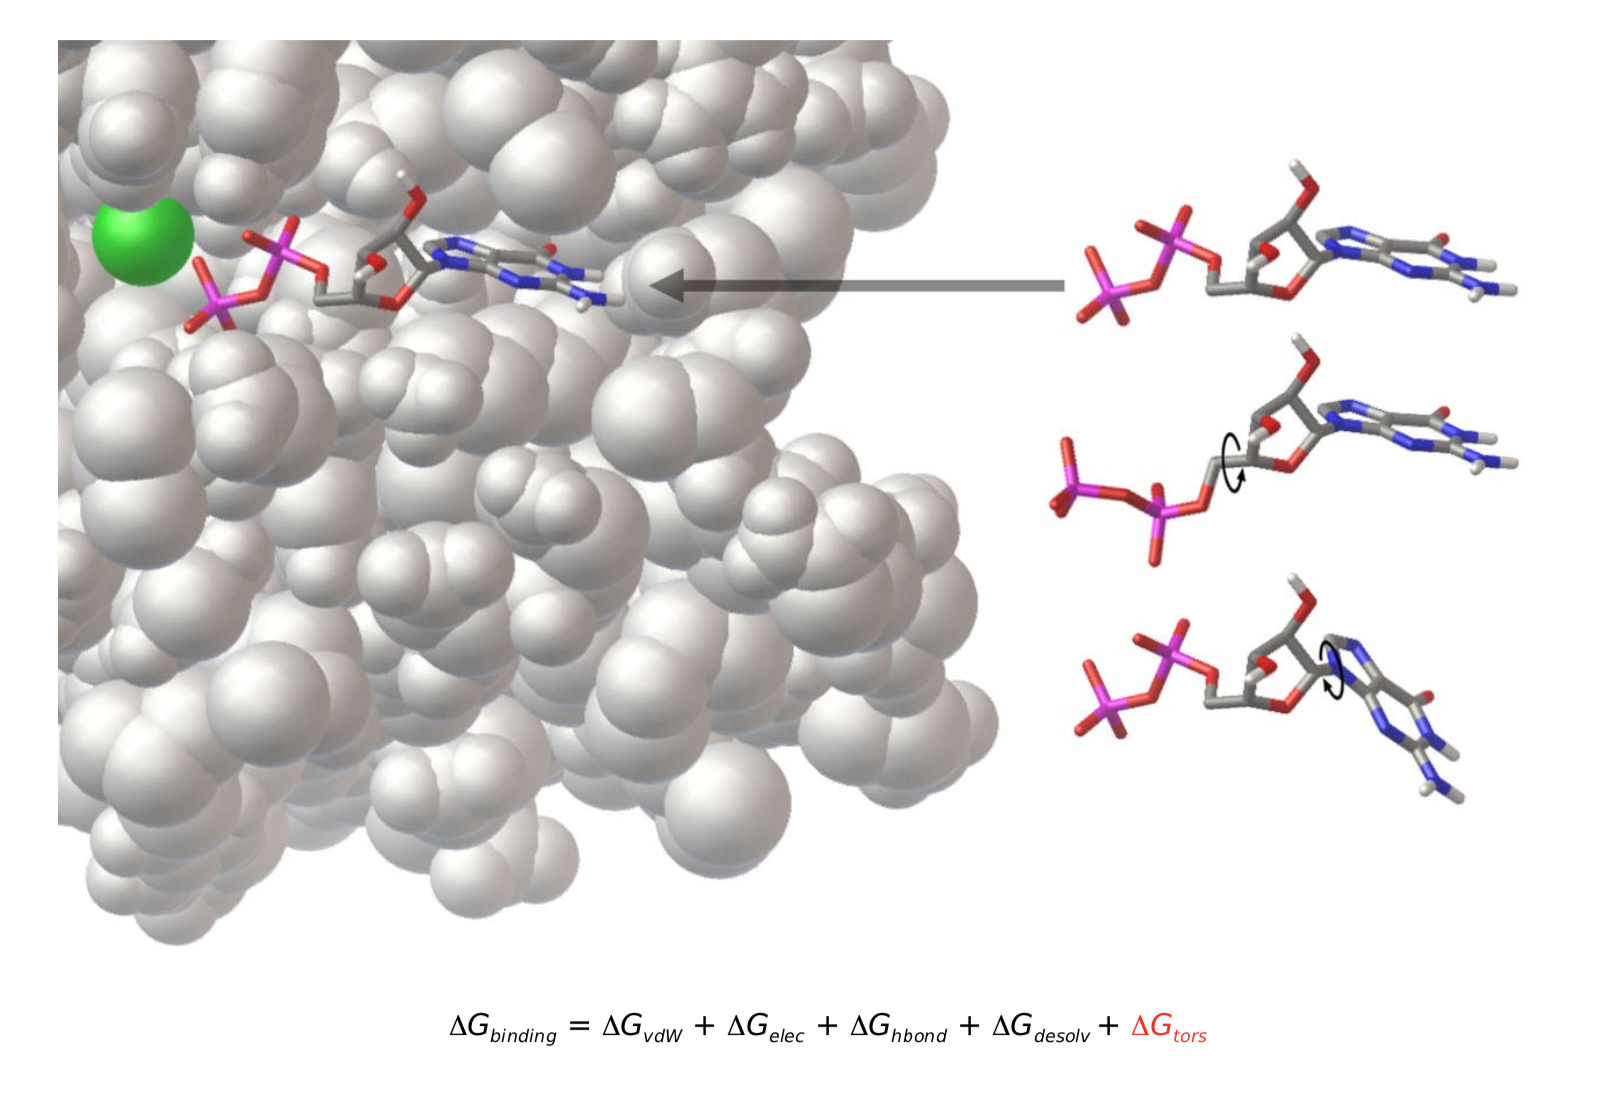 ΔG_binding = ΔG_vdW + ΔG_elec + ΔG_hbond + ΔG_desolv + ΔG_tors